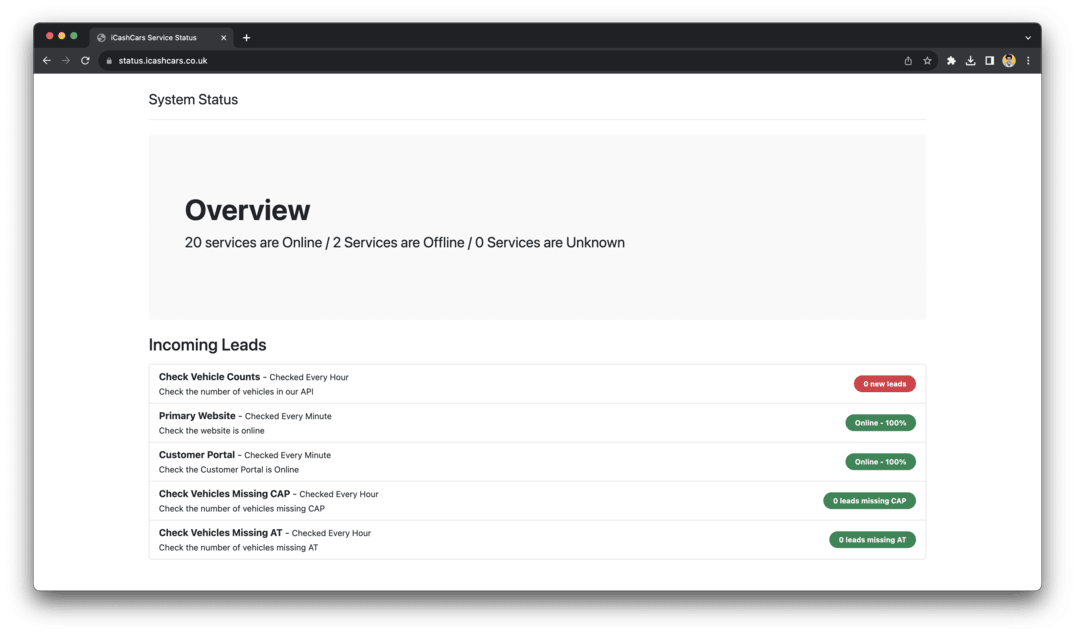 iCashCars Service Status
status.icashcars.co.uk
System Status
Overview
20 services are Online / 2 Services are Offline / 0 Services are Unknown
Incoming Leads
Check Vehicle Counts - Checked Every Hour
Check the number of vehicles in our API
0 new leads
Primary Website - Checked Every Minute
Check the website is online
Online - 100%
Customer Portal - Checked Every Minute
Check the Customer Portal is Online
Online - 100%
Check Vehicles Missing CAP - Checked Every Hour
Check the number of vehicles missing CAP
0 leads missing CAP
Check Vehicles Missing AT - Checked Every Hour
Check the number of vehicles missing AT
0 leads missing AT